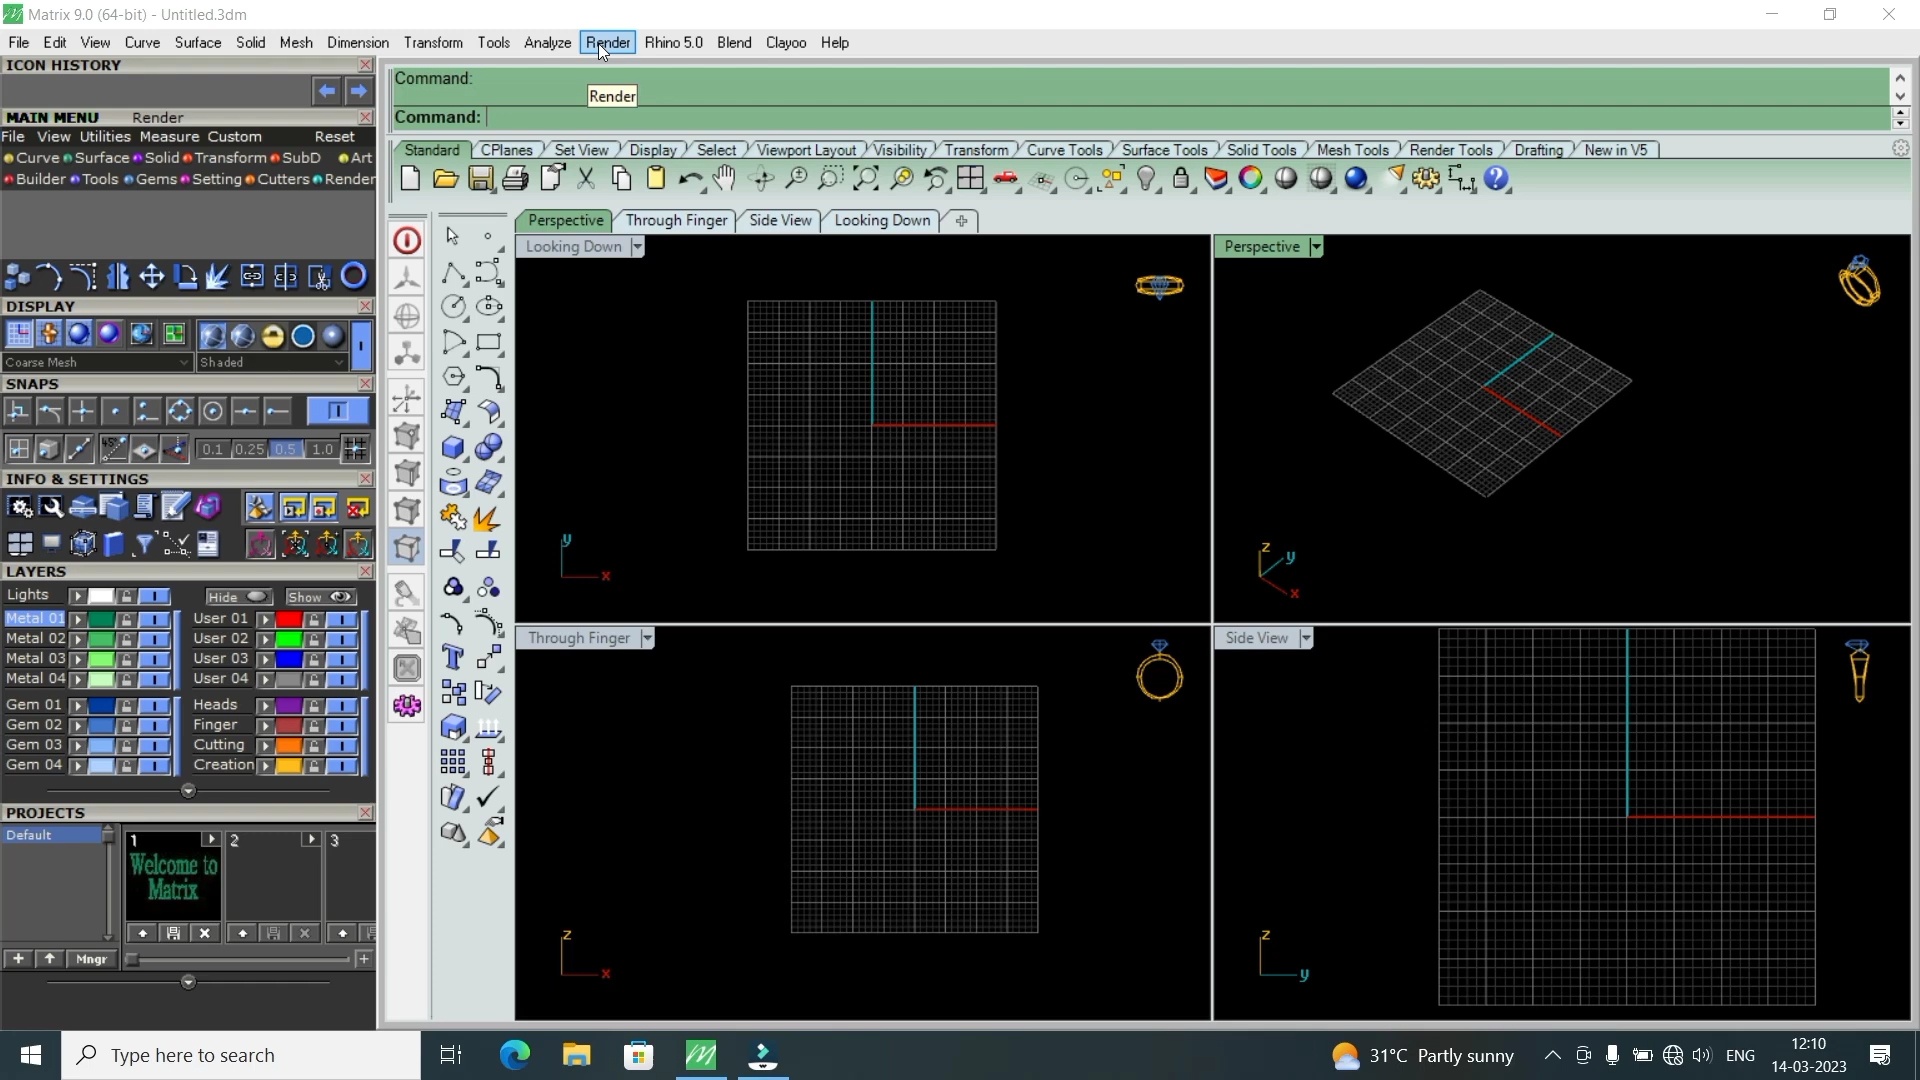 Matrix 9.0 (64-bit) - Untitled.3dm
File Edit View Curve Surface Solid Mesh Dimension Transform Tools Analyze Render Rhino 5.0 Blend Clayoo Help
Render
ICON HISTORY
MAIN MENU Render
File View Utilities Measure Custom Reset
Curve Surface Solid Transform SubD Art
Builder Tools Gems Setting Cutters Render
DISPLAY
Coarse Mesh Shaded
SNAPS
45°
0.1 0.25 0.5 1.0
INFO & SETTINGS
LAYERS
Lights Hide Show
Metal 01 User 01
Metal 02 User 02
Metal 03 User 03
Metal 04 User 04
Gem 01 Heads
Gem 02 Finger
Gem 03 Cutting
Gem 04 Creation
PROJECTS
Default
1 2 3
Welcome to
Matrix
Mngr
Command:
Command:
Standard CPlanes Set View Display Select Viewport Layout Visibility Transform Curve Tools Surface Tools Solid Tools Mesh Tools Render Tools Drafting New in V5
Perspective Through Finger Side View Looking Down
Looking Down
y
x
Perspective
z
y
x
Through Finger
z
x
Side View
z
y
Type here to search
31°C Partly sunny
ENG
12:10
14-03-2023